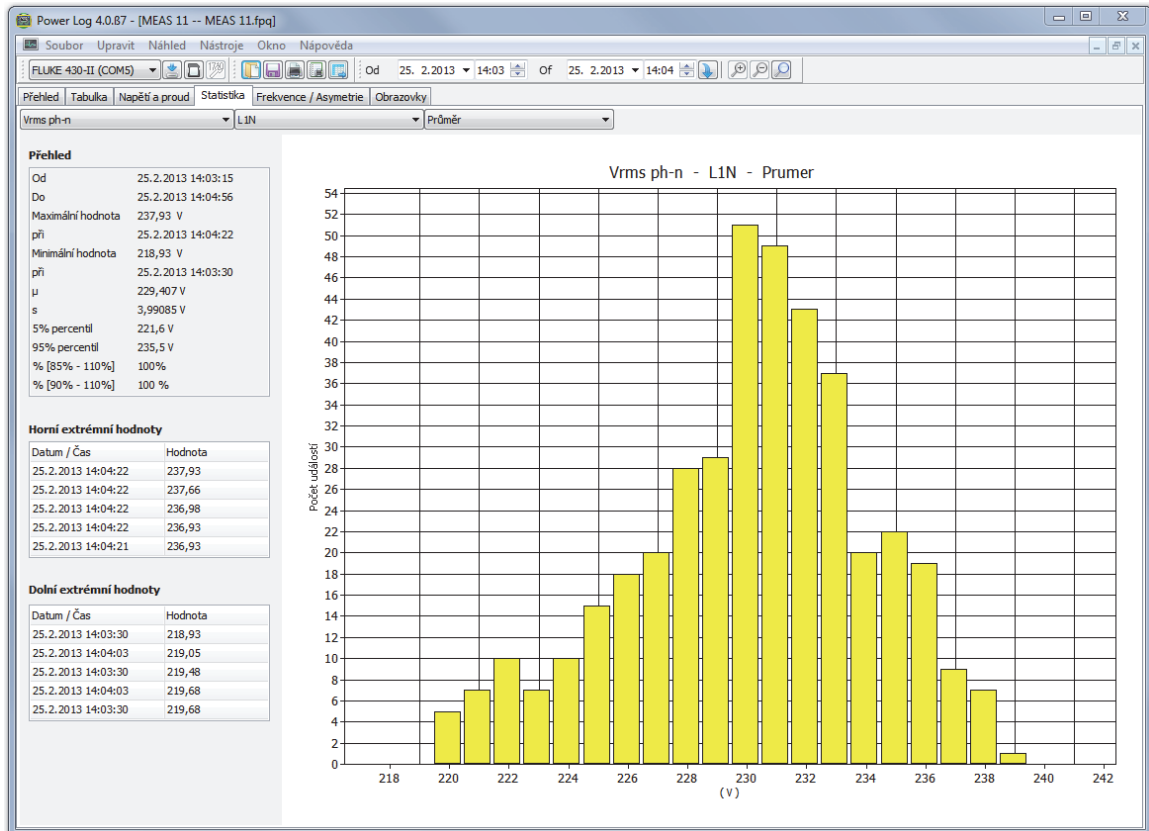 Power Log 4.0.ß7 - [MEAS 11 -- MEAS 11.fpq]
Soubor Upravit Náhled Nástroje Okno Nápověda
FLUKE 430-II (COM5) Od 25. 2.2013 14:03 Of 25. 2.2013 14:04
Přehled Tabulka Napětí a proud Statistika Frekvence / Asymetrie Obrazovky
Vrms ph-n L1N Průměr
Přehled
Od 25.2.2013 14:03:15
Do 25.2.2013 14:04:56
Maximální hodnota 237,93 V
při 25.2.2013 14:04:22
Minimální hodnota 218,93 V
při 25.2.2013 14:03:30
μ 229,407 V
s 3,99085 V
5% percentil 221,6 V
95% percentil 235,5 V
% [85% - 110%] 100%
% [90% - 110%] 100 %
Horní extrémní hodnoty
Datum / Čas Hodnota
25.2.2013 14:04:22 237,93
25.2.2013 14:04:22 237,66
25.2.2013 14:04:22 236,98
25.2.2013 14:04:22 236,93
25.2.2013 14:04:21 236,93
Dolní extrémní hodnoty
Datum / Čas Hodnota
25.2.2013 14:03:30 218,93
25.2.2013 14:04:03 219,05
25.2.2013 14:03:30 219,48
25.2.2013 14:04:03 219,68
25.2.2013 14:03:30 219,68
Vrms ph-n - L1N - Prumer
Počet událostí
54
52
50
48
46
44
42
40
38
36
34
32
30
28
26
24
22
20
18
16
14
12
10
8
6
4
2
0
218 220 222 224 226 228 230 232 234 236 238 240 242
(V)